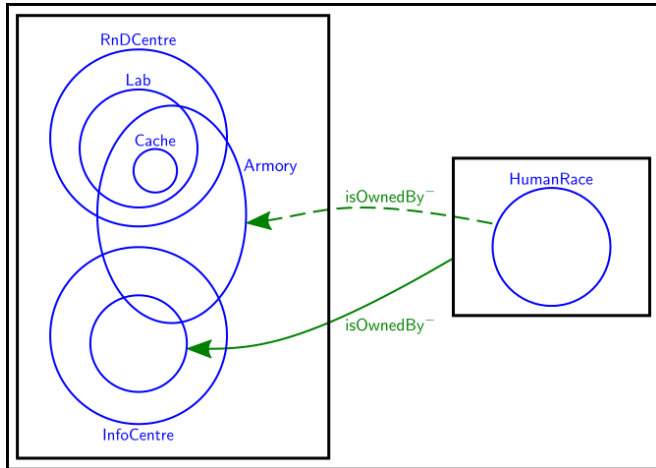 RnDCentre
Lab
Cache
Armory
isOwnedBy⁻
HumanRace
isOwnedBy⁻
InfoCentre